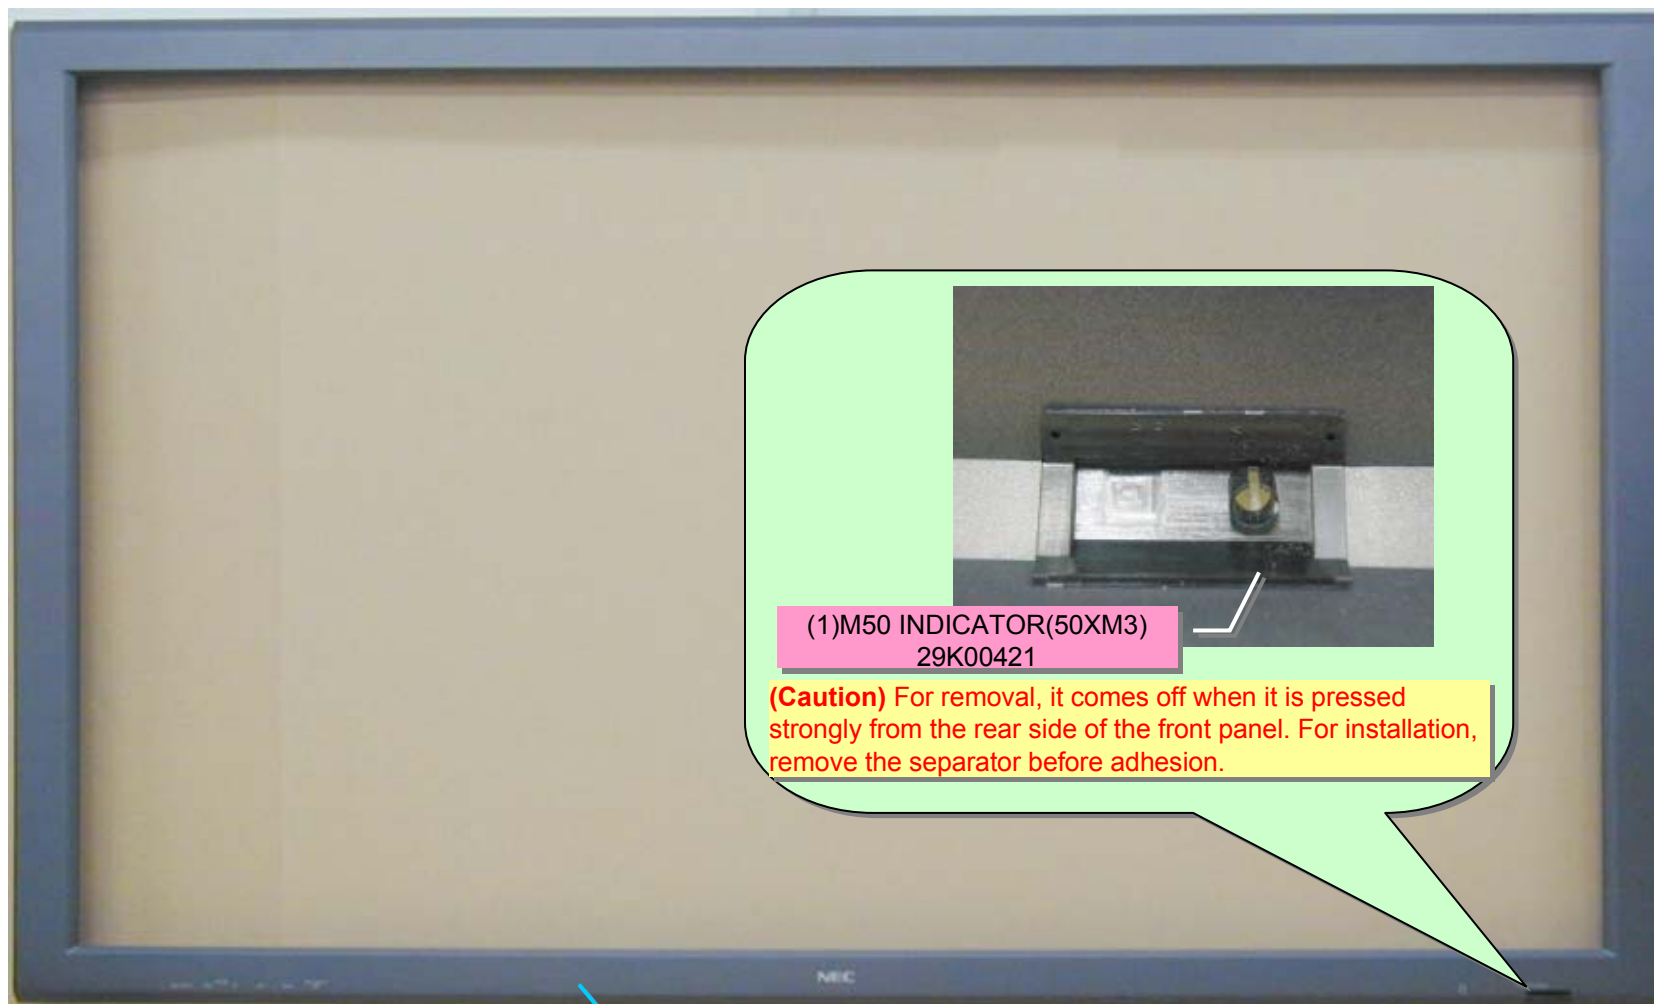 (1)M50 INDICATOR(50XM3)
29K00421
(Caution) For removal, it comes off when it is pressed
strongly from the rear side of the front panel. For installation,
remove the separator before adhesion.
NEC